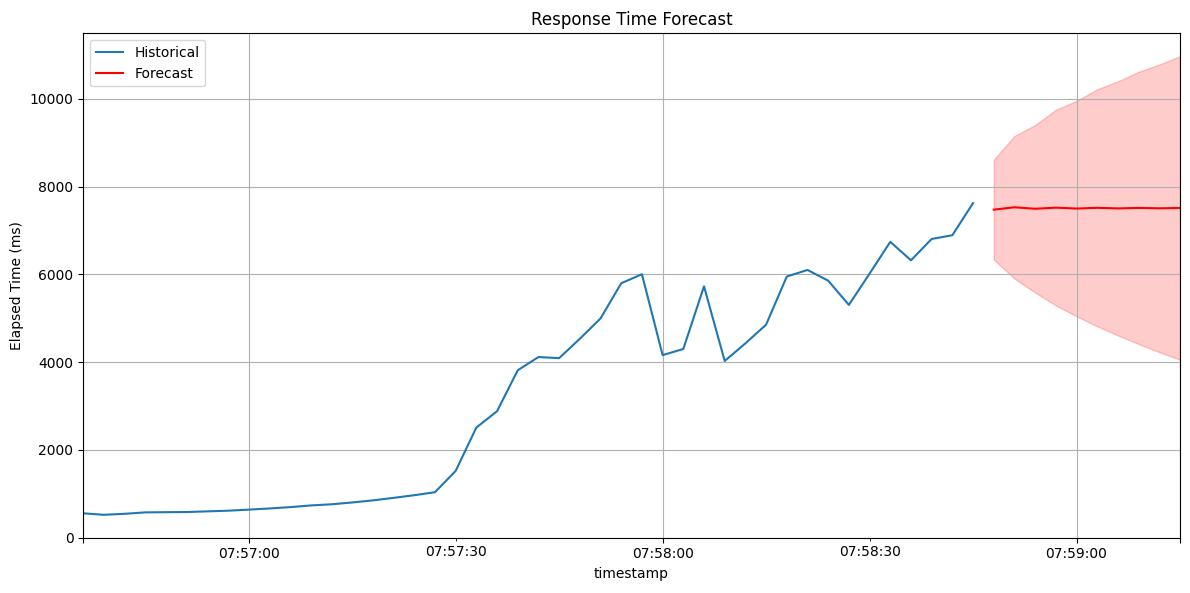 Response Time Forecast
Historical
Forecast
10000
8000
6000
4000
2000
0
Elapsed Time (ms)
07:57:00
07:57:30
07:58:00
07:58:30
07:59:00
timestamp